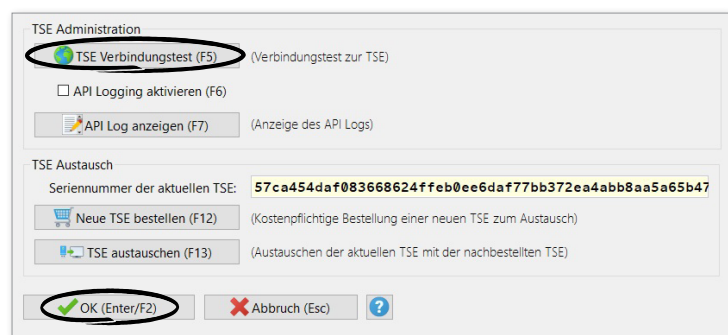 TSE Administration
TSE Verbindungstest (F5) (Verbindungstest zur TSE)
API Logging aktivieren (F6)
API Log anzeigen (F7) (Anzeige des API Logs)
TSE Austausch
Seriennummer der aktuellen TSE: 57ca454daf083668624ffeb0ee6daf77bb372ea4abb8aa5a65b47
Neue TSE bestellen (F12) (Kostenpflichtige Bestellung einer neuen TSE zum Austausch)
TSE austauschen (F13) (Austauschen der aktuellen TSE mit der nachbestellten TSE)
OK (Enter/F2) Abbruch (Esc) ?